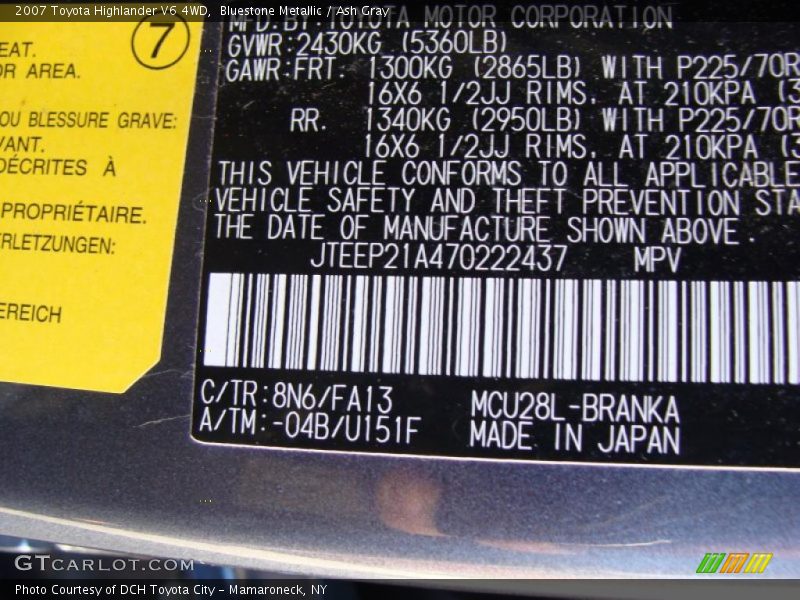 2007 Toyota Highlander V6 4WD, Bluestone Metallic / Ash Gray
7
EAT.
OR AREA.
OU BLESSURE GRAVE:
VANT.
DÉCRITES À
PROPRIÉTAIRE.
ERLETZUNGEN:
EREICH
MFD.BY:TOYOTA MOTOR CORPORATION
GVWR:2430KG (5360LB)
GAWR:FRT. 1300KG (2865LB) WITH P225/70R
16X6 1/2JJ RIMS, AT 210KPA (3
RR. 1340KG (2950LB) WITH P225/70R
16X6 1/2JJ RIMS, AT 210KPA (3
THIS VEHICLE CONFORMS TO ALL APPLICABLE
VEHICLE SAFETY AND THEFT PREVENTION STA
THE DATE OF MANUFACTURE SHOWN ABOVE.
JTEEP21A470222437 MPV
C/TR:8N6/FA13 MCU28L-BRANKA
A/TM:-04B/U151F MADE IN JAPAN
GTCARLOT.COM
Photo Courtesy of DCH Toyota City - Mamaroneck, NY